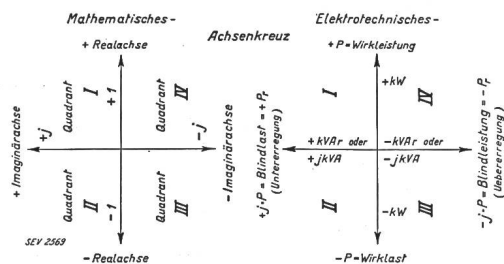 Mathematisches-
Elektrotechnisches-
Achsenkreuz
+ Realachse
Quadrant I
+1
Quadrant IV
+j
-j
+ Imaginärachse
- Imaginärachse
Quadrant II
-1
Quadrant III
SEV 2569
- Realachse
+P=Wirkleistung
I
+kW
IV
+j·P = Blindlast = +Pr
(Untererregung)
+kVAr oder
+jkVA
-kVAr oder
-jkVA
-j·P = Blindleistung = -Pr
(Uebererregung)
II
-kW
III
-P=Wirklast